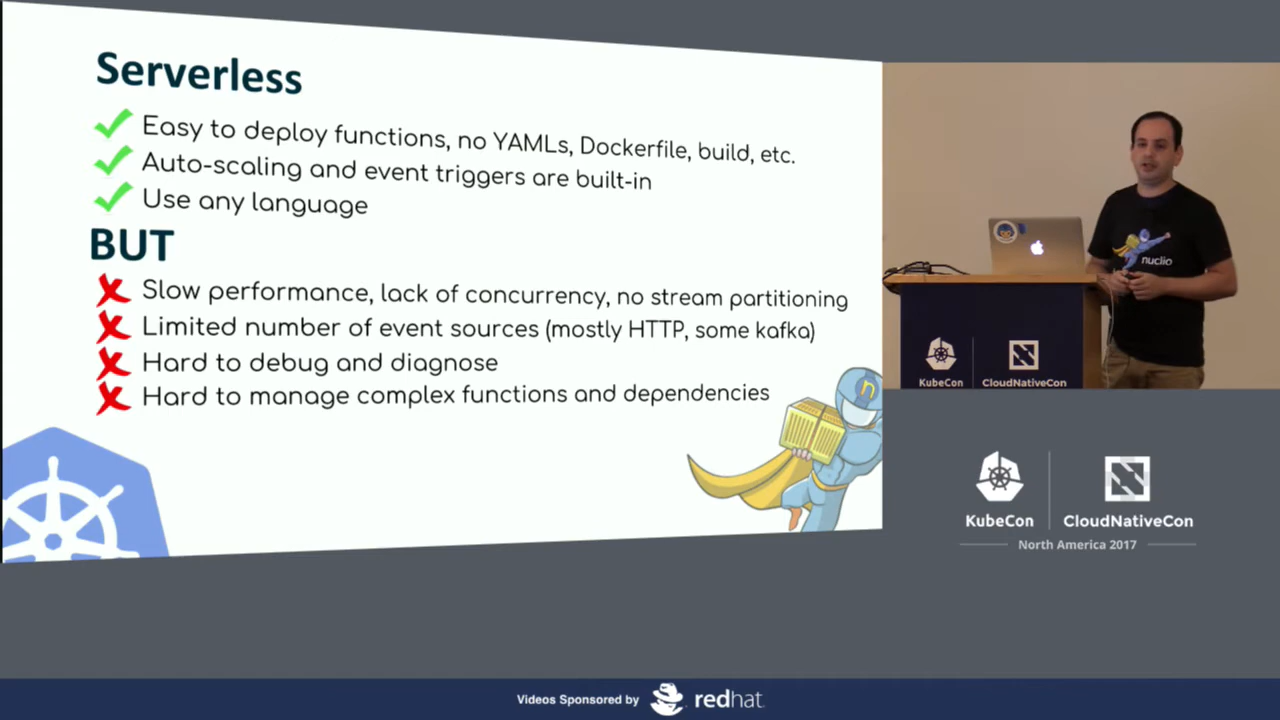 Serverless
Easy to deploy functions, no YAMLs, Dockerfile, build, etc.
Auto-scaling and event triggers are built-in
Use any language
BUT
Slow performance, lack of concurrency, no stream partitioning
Limited number of event sources (mostly HTTP, some kafka)
Hard to debug and diagnose
Hard to manage complex functions and dependencies
n
nuclio
KubeCon
CloudNativeCon
KubeCon
CloudNativeCon
North America 2017
Videos Sponsored by
redhat